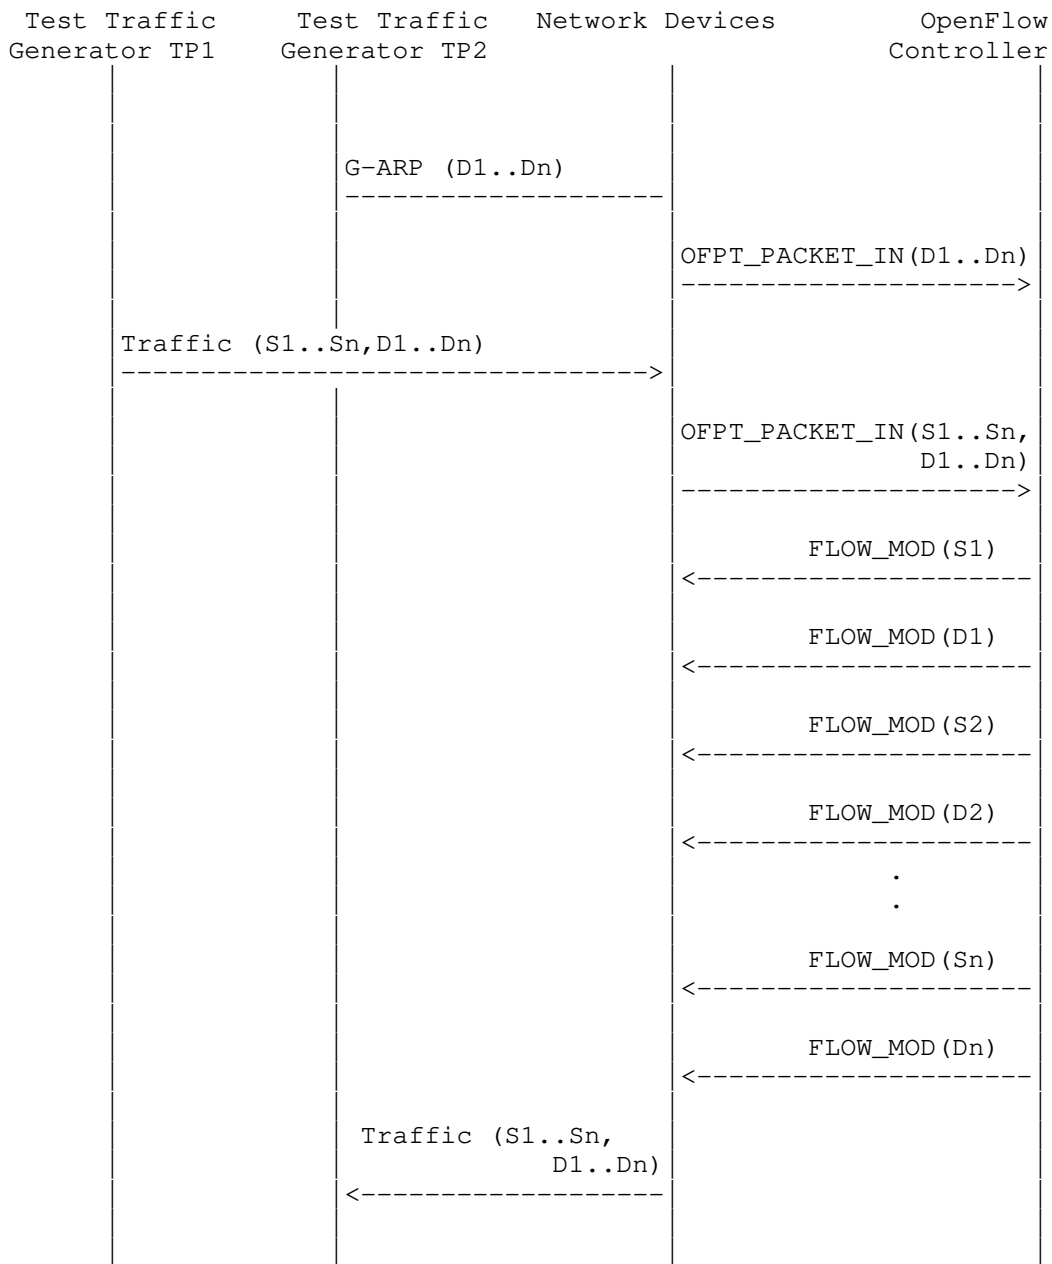 Test Traffic Test Traffic Network Devices OpenFlow
Generator TP1 Generator TP2 Controller
G-ARP (D1..Dn)
OFPT_PACKET_IN(D1..Dn)
Traffic (S1..Sn,D1..Dn)
OFPT_PACKET_IN(S1..Sn,
D1..Dn)
FLOW_MOD(S1)
FLOW_MOD(D1)
FLOW_MOD(S2)
FLOW_MOD(D2)
.
.
FLOW_MOD(Sn)
FLOW_MOD(Dn)
Traffic (S1..Sn,
D1..Dn)